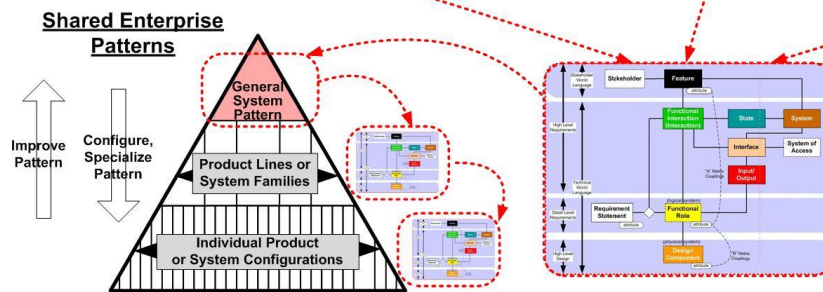 Shared Enterprise
Patterns
Improve
Pattern
Configure,
Specialize
Pattern
General
System
Pattern
Product Lines or
System Families
Individual Product
or System Configurations
Stakeholder
World
Language
High Level
Requirements
Technical
World
Language
Detail Level
Requirements
High Level
Design
Stakeholder
Feature
attribute
Functional
Interaction
(Interaction)
State
System
Interface
System of
Access
Input/
Output
"A" Matrix
Couplings
Requirement
Statement
attribute
(logical system)
Functional
Role
attribute
(physical system)
Design
Component
attribute
"B" Matrix
Couplings